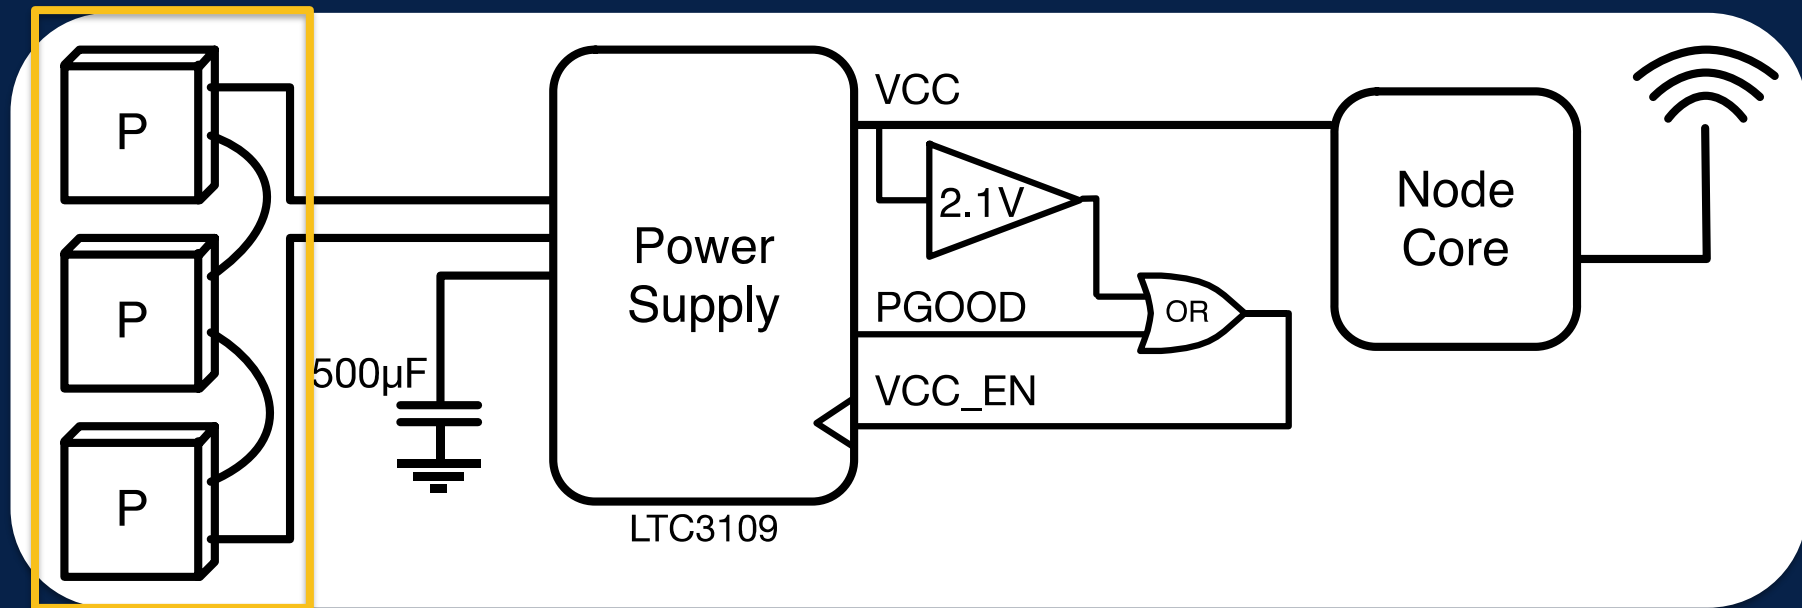 P
P
P
500µF
Power
Supply
LTC3109
VCC
2.1V
PGOOD
OR
VCC_EN
Node
Core